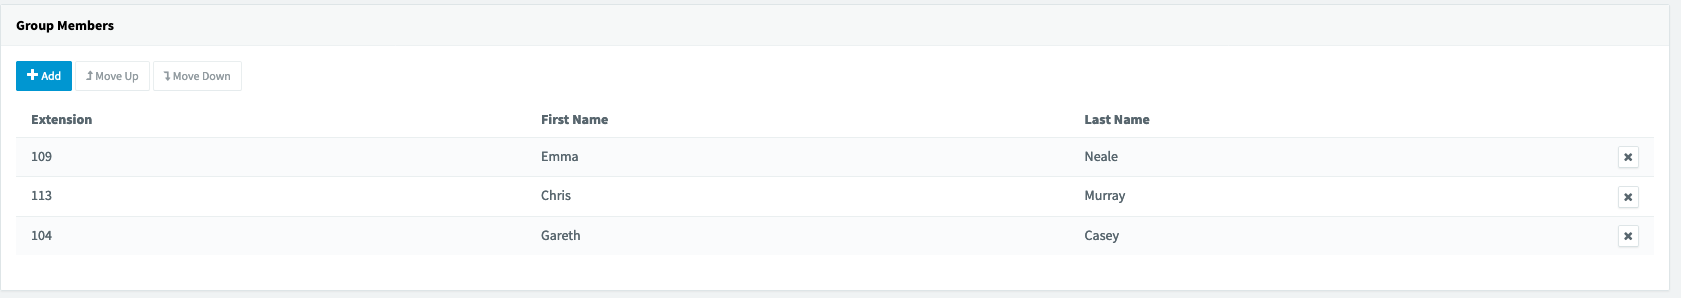 Group Members
Add Move Up Move Down
Extension First Name Last Name
109 Emma Neale
113 Chris Murray
104 Gareth Casey